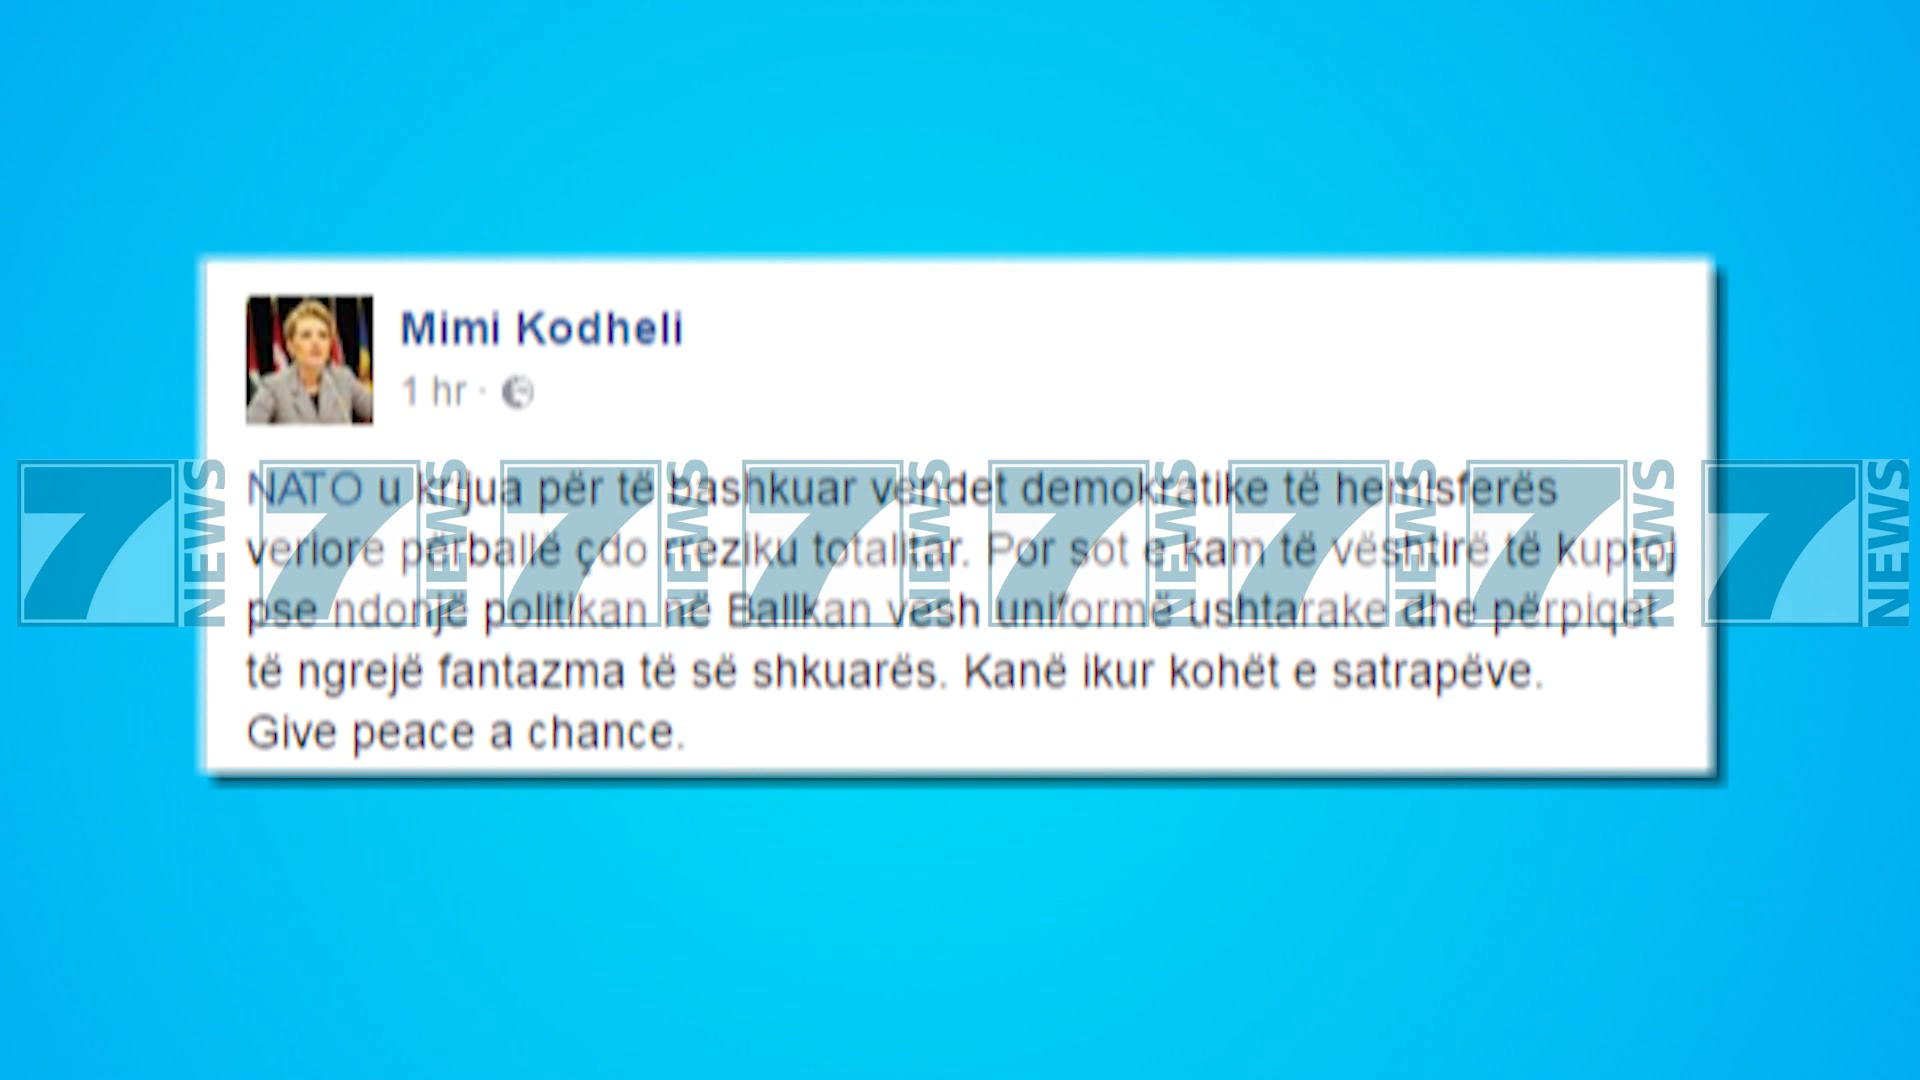 Mimi Kodheli
1 hr ·
NATO u krijua për të bashkuar vendet demokratike të hemisferës
veriore përballë çdo rreziku totalitar. Por sot e kam të vështirë të kuptoj
pse ndonjë politikan në Ballkan vesh uniformë ushtarake dhe përpiqet
të ngrejë fantazma të së shkuarës. Kanë ikur kohët e satrapëve.
Give peace a chance.
7 NEWS 7 NEWS 7 NEWS 7 NEWS 7 NEWS 7 NEWS 7 NEWS 7 NEWS